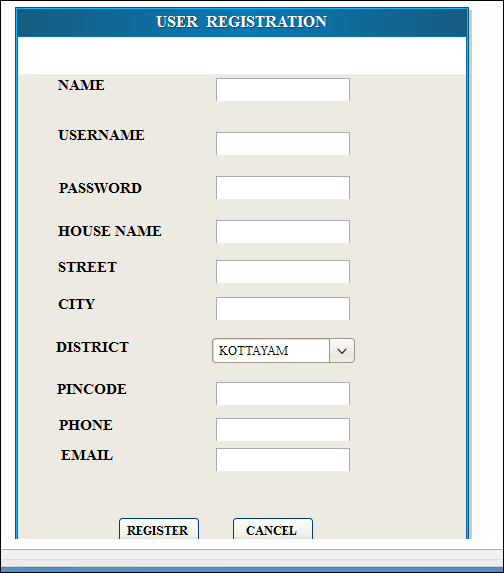 USER REGISTRATION
NAME
USERNAME
PASSWORD
HOUSE NAME
STREET
CITY
DISTRICT KOTTAYAM
PINCODE
PHONE
EMAIL
REGISTER CANCEL